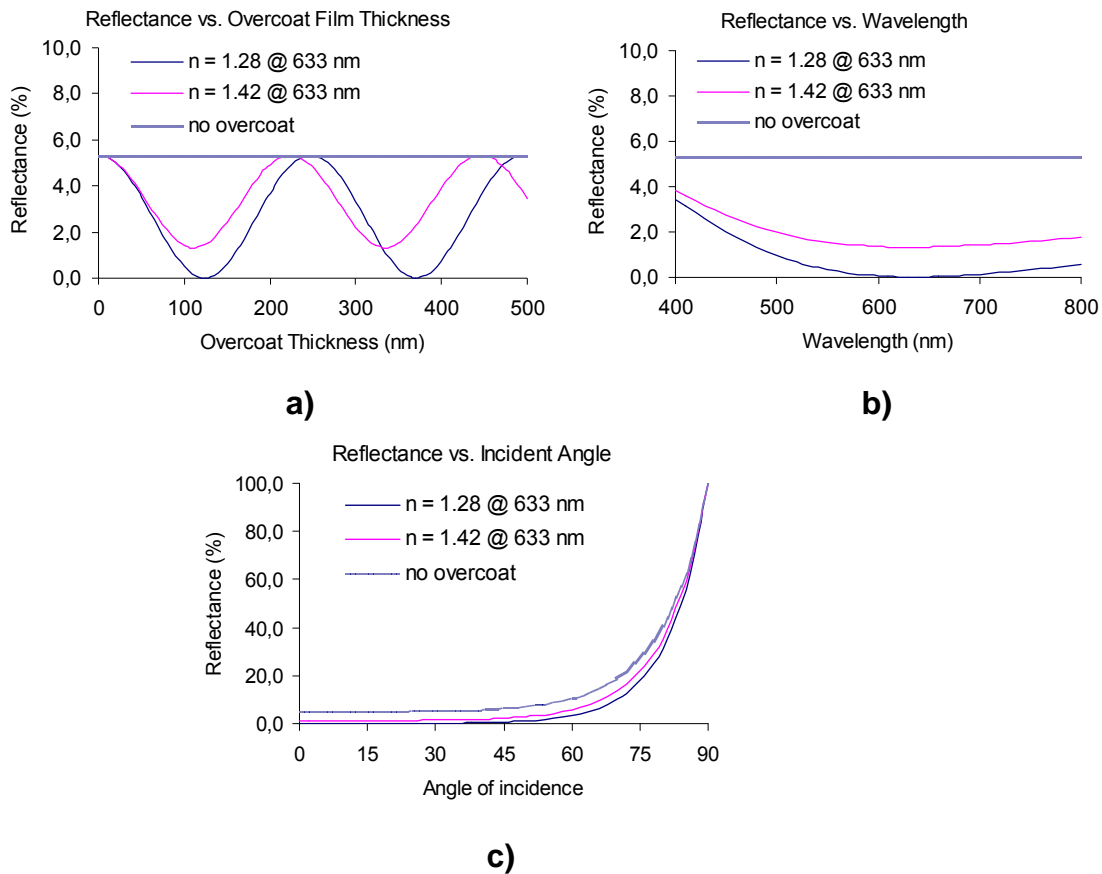 Reflectance vs. Overcoat Film Thickness
10,0
8,0
6,0
4,0
2,0
0,0
Reflectance (%)
n = 1.28 @ 633 nm
n = 1.42 @ 633 nm
no overcoat
0 100 200 300 400 500
Overcoat Thickness (nm)
a)
Reflectance vs. Wavelength
10,0
8,0
6,0
4,0
2,0
0,0
Reflectance (%)
n = 1.28 @ 633 nm
n = 1.42 @ 633 nm
no overcoat
400 500 600 700 800
Wavelength (nm)
b)
Reflectance vs. Incident Angle
100,0
80,0
60,0
40,0
20,0
0,0
Reflectance (%)
n = 1.28 @ 633 nm
n = 1.42 @ 633 nm
no overcoat
0 15 30 45 60 75 90
Angle of incidence
c)